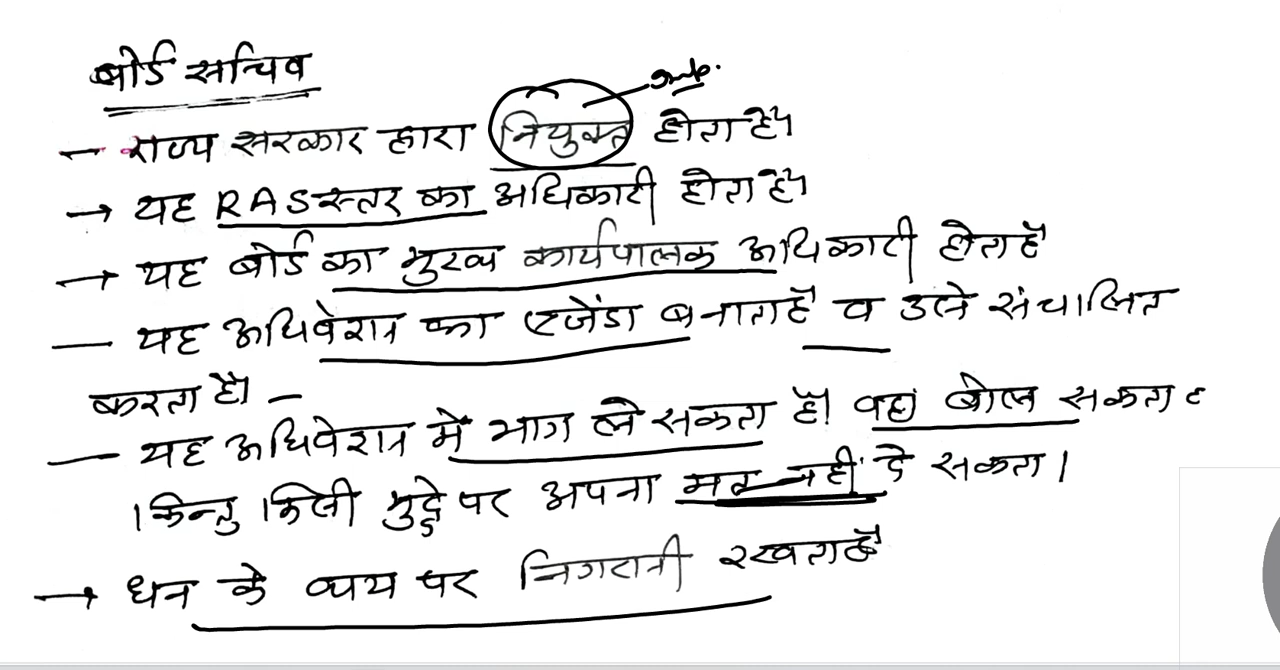 बोर्ड सचिव
- राज्य सरकार द्वारा नियुक्त होता है।
→ यह RAS स्तर का अधिकारी होता है।
→ यह बोर्ड का मुख्य कार्यपालक अधिकारी होता है
- यह अधिवेशन का एजेंडा बनाता है व उसे संचालित
करता है। -
- यह अधिवेशन में भाग ले सकता है। वहां बोल सकता है
किन्तु किसी मुद्दे पर अपना मत नहीं दे सकता।
→ धन के व्यय पर निगरानी रखता है